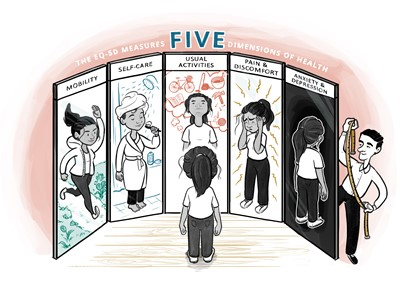 THE EQ-5D MEASURES FIVE DIMENSIONS OF HEALTH
MOBILITY
SELF-CARE
USUAL
ACTIVITIES
PAIN &
DISCOMFORT
ANXIETY &
DEPRESSION